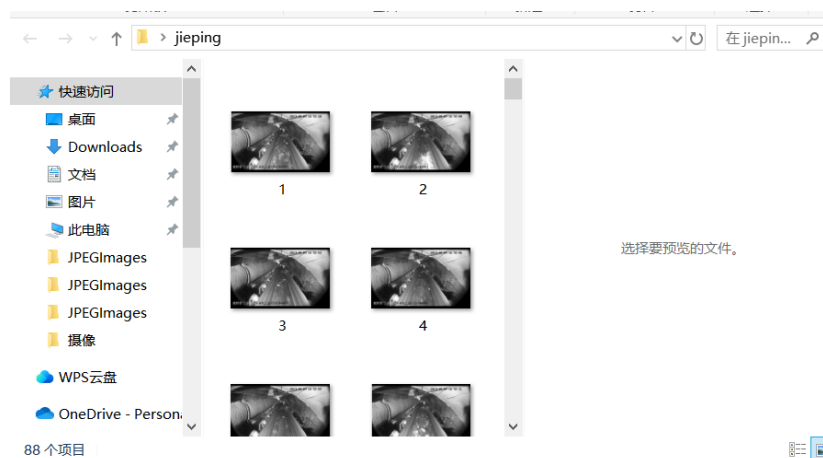 jieping
在 jiepin...
快速访问
桌面
Downloads
文档
图片
此电脑
JPEGImages
JPEGImages
JPEGImages
摄像
WPS云盘
OneDrive - Persona
1
2
3
4
选择要预览的文件。
88 个项目